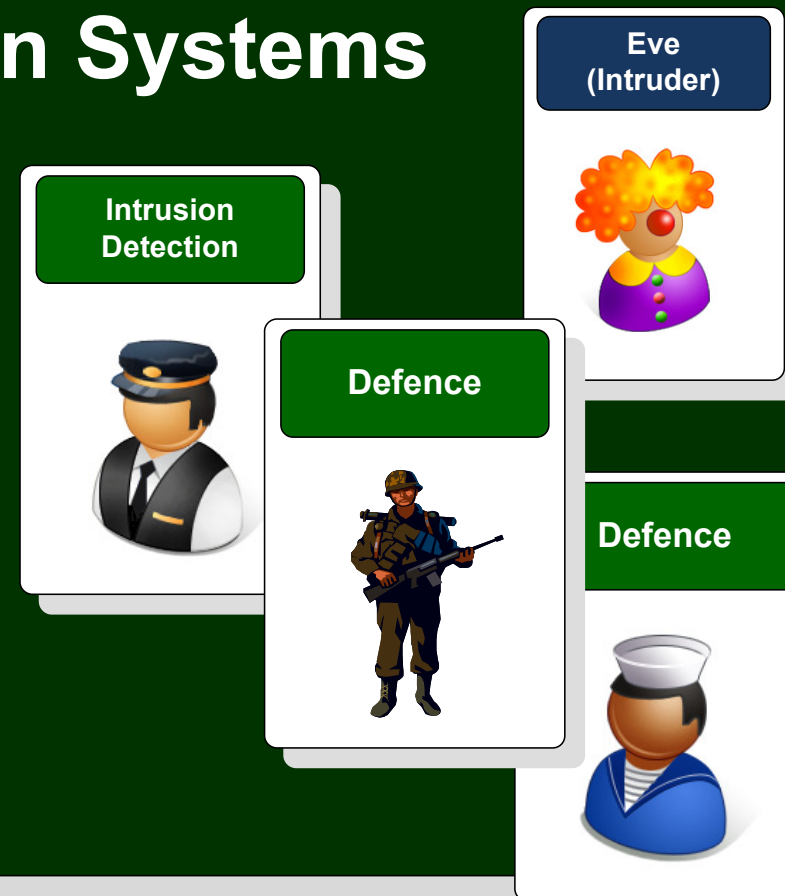 n Systems
Eve
(Intruder)
Intrusion
Detection
Defence
Defence